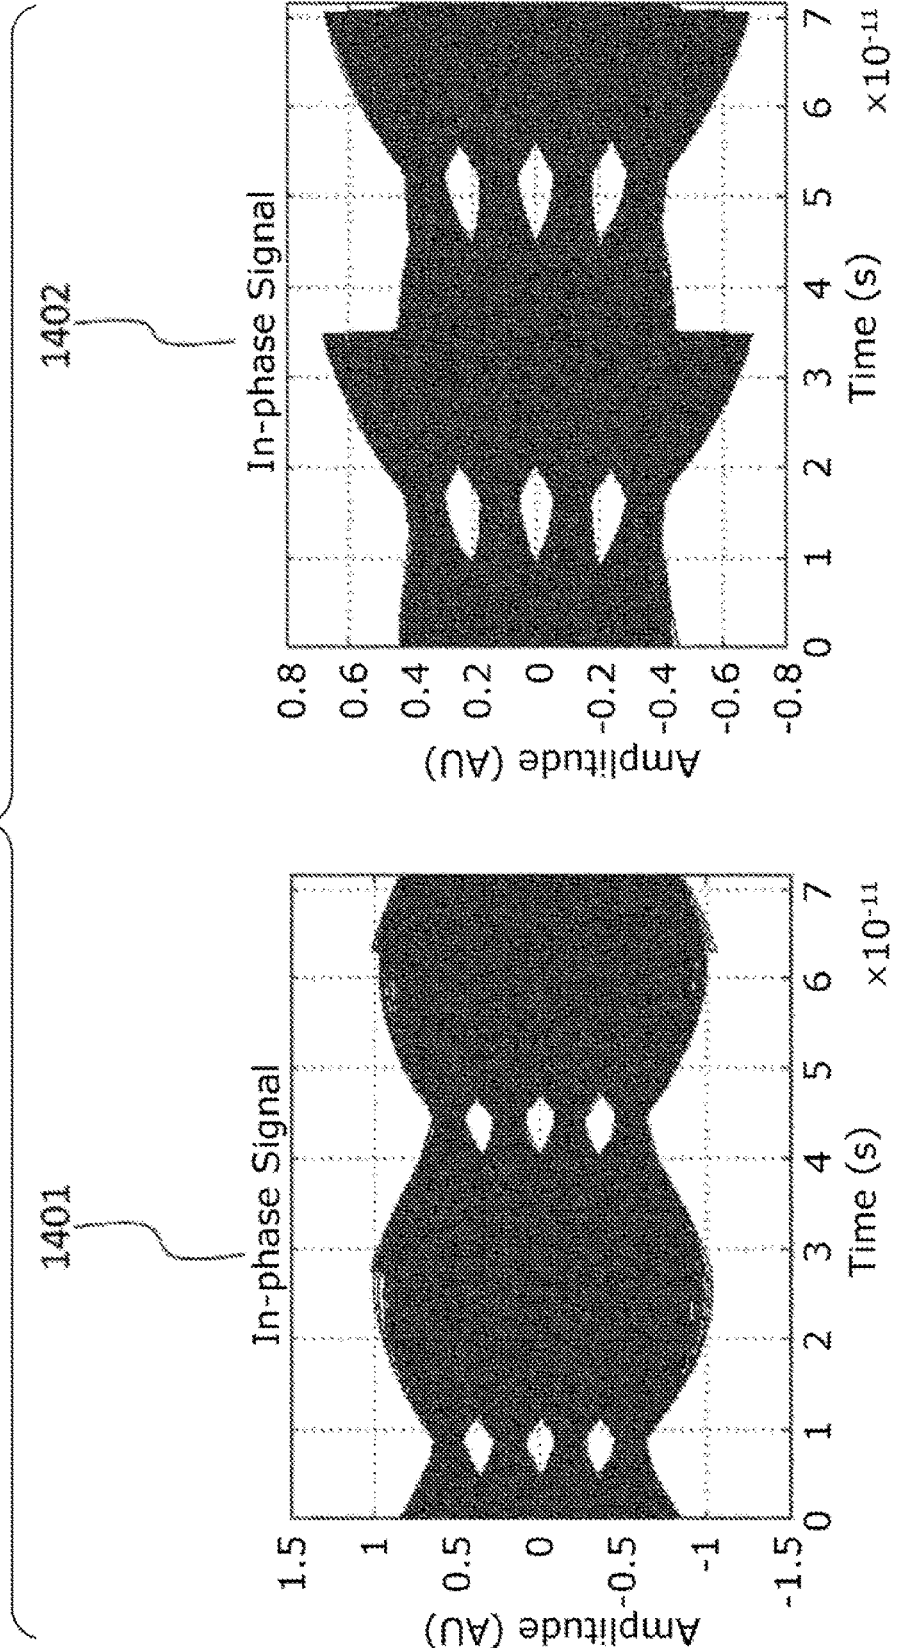 1401
In-phase Signal
Amplitude (AU)
1.5
1
0.5
0
-0.5
-1
-1.5
0 1 2 3 4 5 6 7
×10-11
Time (s)
1402
In-phase Signal
Amplitude (AU)
0.8
0.6
0.4
0.2
0
-0.2
-0.4
-0.6
-0.8
0 1 2 3 4 5 6 7
×10-11
Time (s)